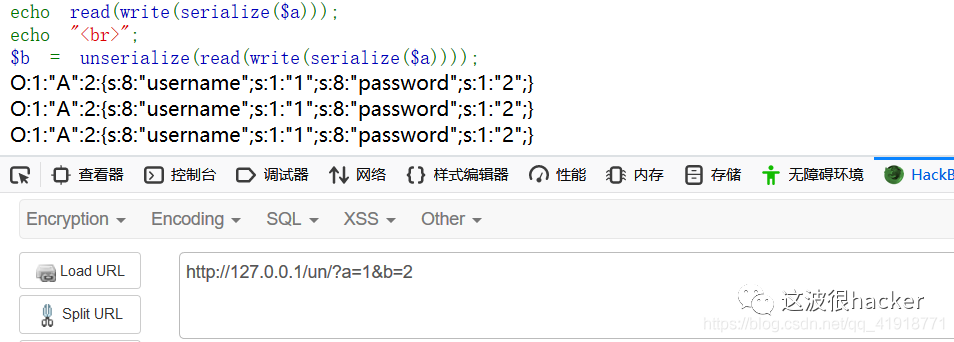 echo read(write(serialize($a)));
echo "<br>";
$b = unserialize(read(write(serialize($a))));
O:1:"A":2:{s:8:"username";s:1:"1";s:8:"password";s:1:"2";}
O:1:"A":2:{s:8:"username";s:1:"1";s:8:"password";s:1:"2";}
O:1:"A":2:{s:8:"username";s:1:"1";s:8:"password";s:1:"2";}
查看器 控制台 调试器 网络 样式编辑器 性能 内存 存储 无障碍环境 HackB
Encryption Encoding SQL XSS Other
Load URL http://127.0.0.1/un/?a=1&b=2
Split URL
这波很hacker
https://blog.csdn.net/qq_41918771